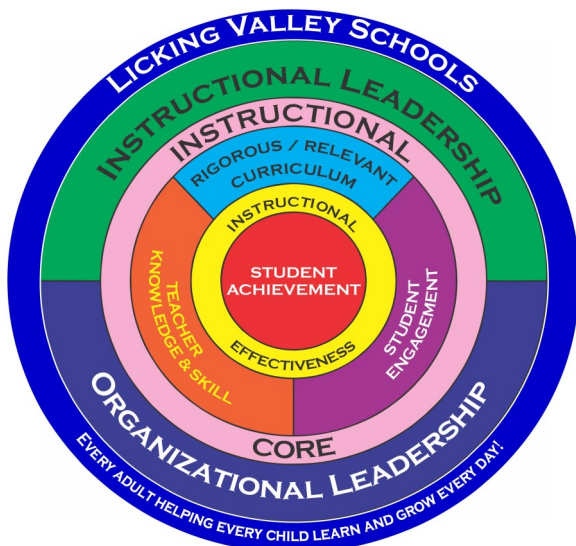 LICKING VALLEY SCHOOLS
INSTRUCTIONAL LEADERSHIP
INSTRUCTIONAL
RIGOROUS / RELEVANT
CURRICULUM
INSTRUCTIONAL
STUDENT
ACHIEVEMENT
EFFECTIVENESS
TEACHER
KNOWLEDGE & SKILL
STUDENT
ENGAGEMENT
CORE
ORGANIZATIONAL LEADERSHIP
EVERY ADULT HELPING EVERY CHILD LEARN AND GROW EVERY DAY!